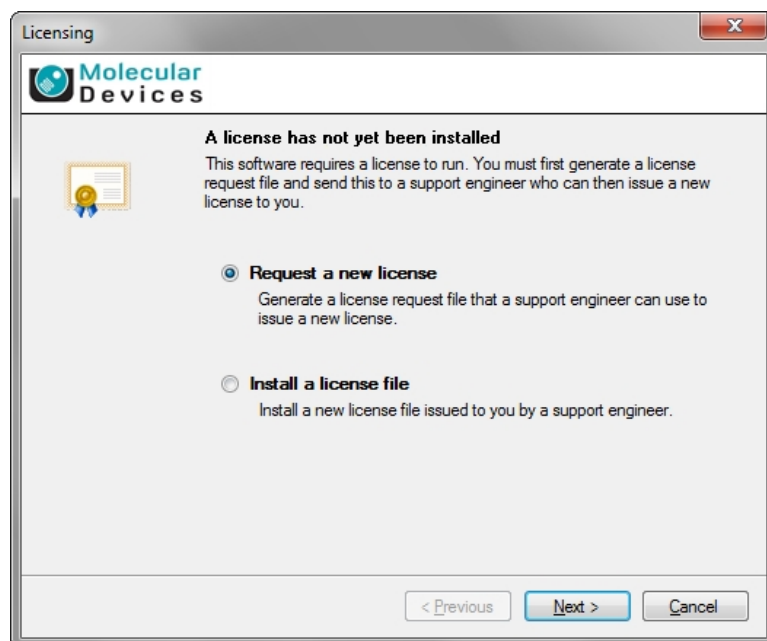 Licensing
Molecular
Devices
A license has not yet been installed
This software requires a license to run. You must first generate a license
request file and send this to a support engineer who can then issue a new
license to you.
Request a new license
Generate a license request file that a support engineer can use to
issue a new license.
Install a license file
Install a new license file issued to you by a support engineer.
< Previous
Next >
Cancel